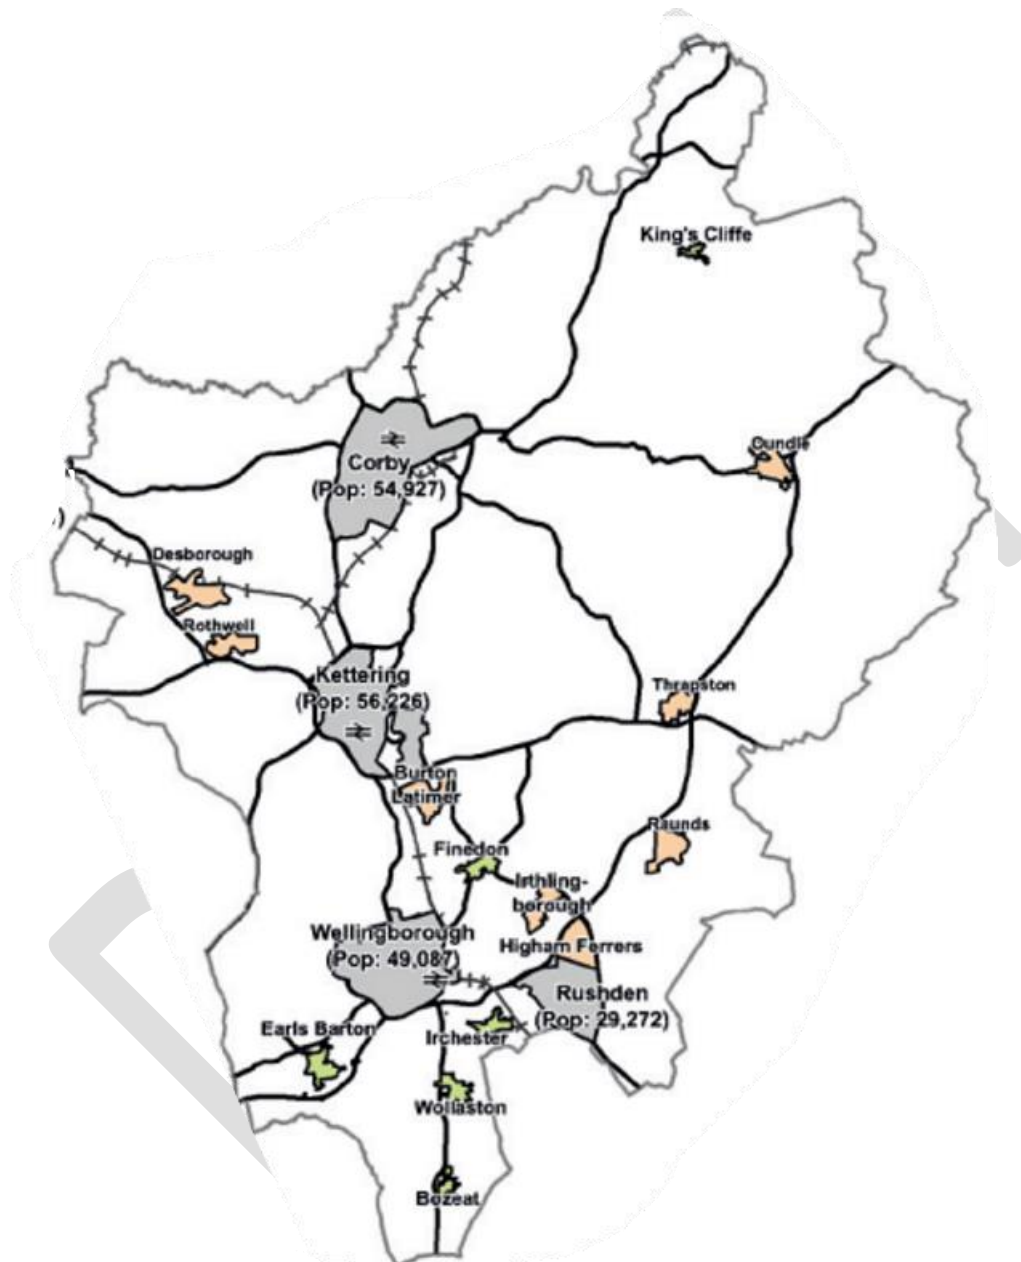 King's Cliffe
Oundle
Corby
(Pop: 54,927)
)
Desborough
Rothwell
Kettering
(Pop: 56,226)
Thrapston
Burton
Latimer
Raunds
Finedon
Irthling-
borough
Wellingborough
(Pop: 49,087)
Higham Ferrers
Rushden
(Pop: 29,272)
Earls Barton
Irchester
Wollaston
Bozeat